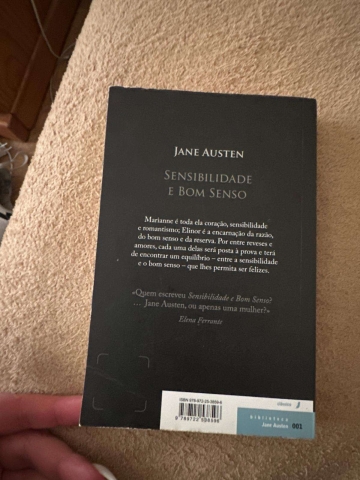 JANE AUSTEN
SENSIBILIDADE
E BOM SENSO
Marianne é toda ela coração, sensibilidade
e romantismo; Elinor é a encarnação da razão,
do bom senso e da reserva. Por entre reveses e
amores, cada uma delas será posta à prova e terá
de encontrar um equilíbrio – entre a sensibilidade
e o bom senso – que lhes permita ser felizes.
«Quem escreveu Sensibilidade e Bom Senso?
— Jane Austen, ou apenas uma mulher?»
Elena Ferrante
BIBLIOTECA
Jane Austen 001